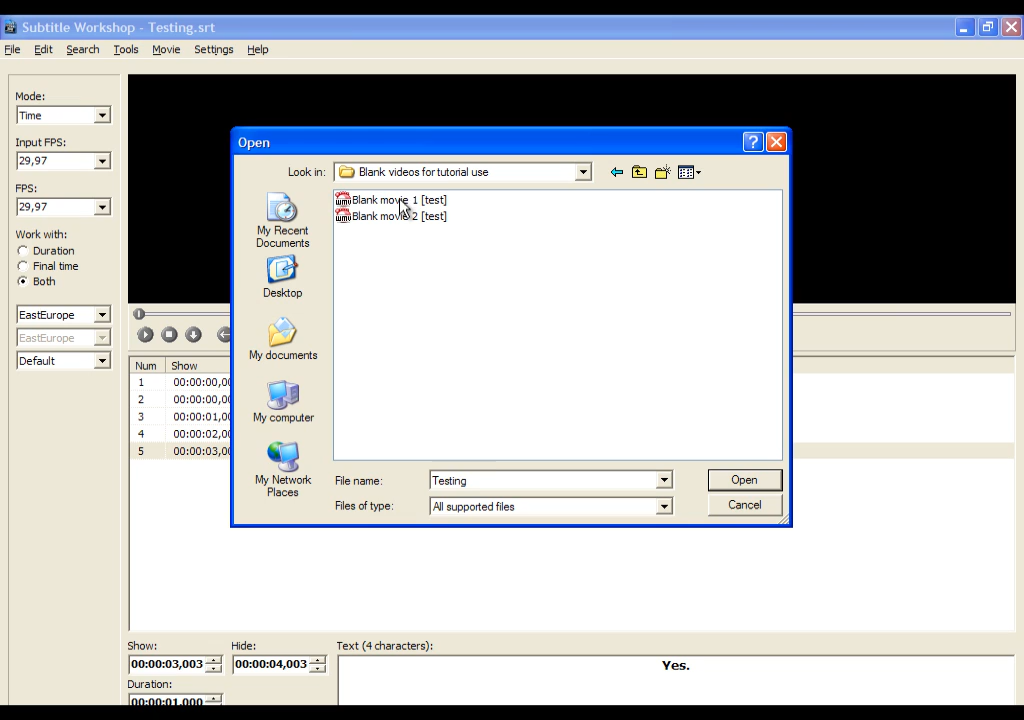 Subtitle Workshop - Testing.srt
File Edit Search Tools Movie Settings Help
Mode:
Time
Input FPS:
29,97
FPS:
29,97
Work with:
Duration
Final time
Both
EastEurope
EastEurope
Default
Open
Look in: Blank videos for tutorial use
My Recent
Documents
Desktop
My documents
My computer
My Network
Places
Blank movie 1 [test]
Blank movie 2 [test]
File name: Testing Open
Files of type: All supported files Cancel
Num Show
1 00:00:00,00
2 00:00:00,00
3 00:00:01,00
4 00:00:02,00
5 00:00:03,00
Show: Hide: Text (4 characters):
00:00:03,003 00:00:04,003 Yes.
Duration:
00:00:01,000